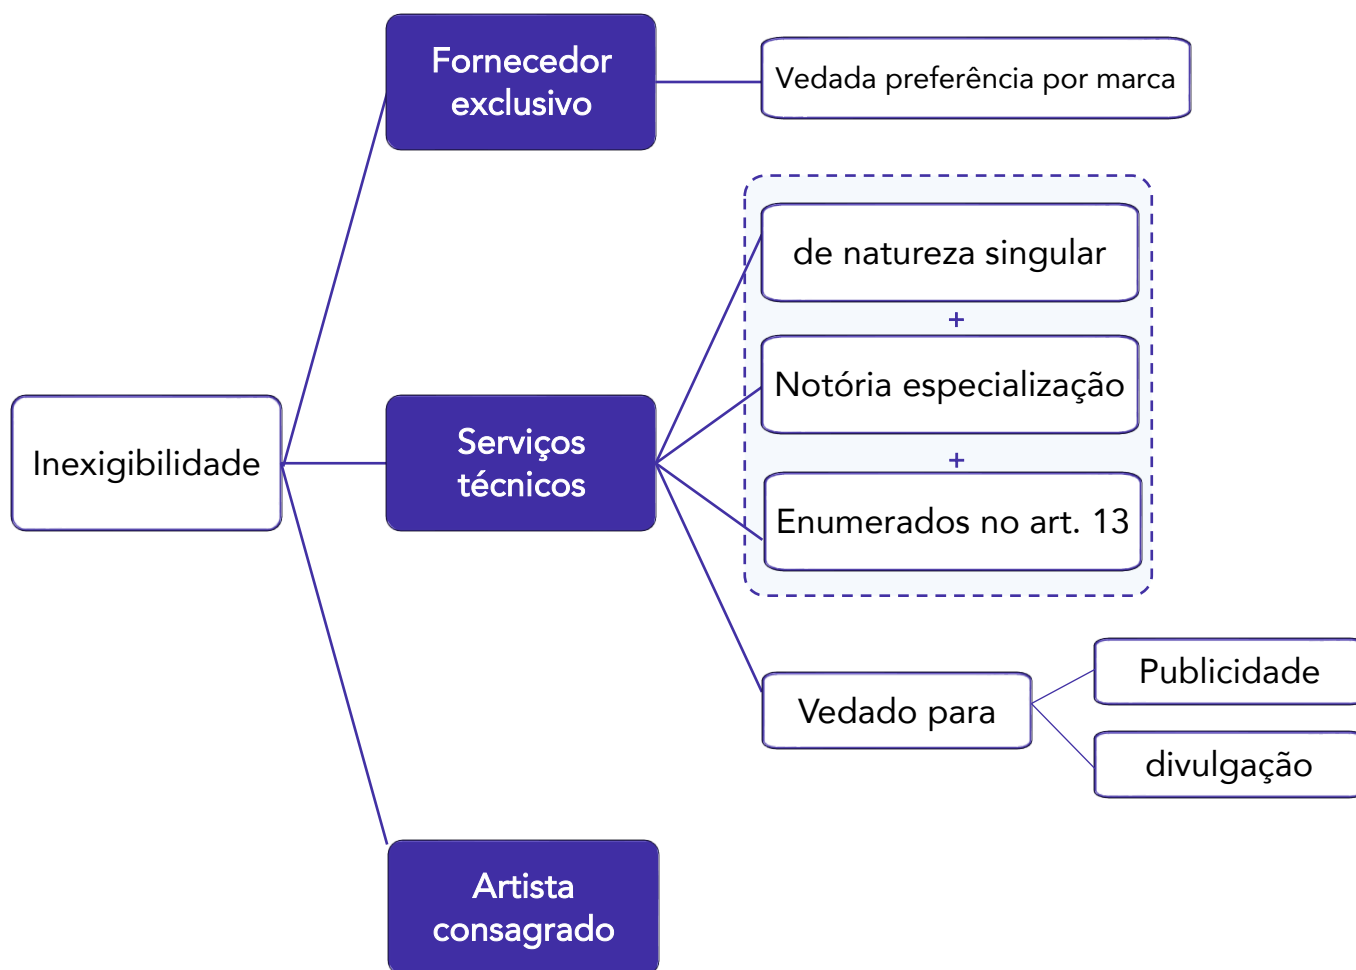 Fornecedor
exclusivo
Vedada preferência por marca
de natureza singular
+
Notória especialização
+
Enumerados no art. 13
Inexigibilidade
Serviços
técnicos
Vedado para
Publicidade
divulgação
Artista
consagrado